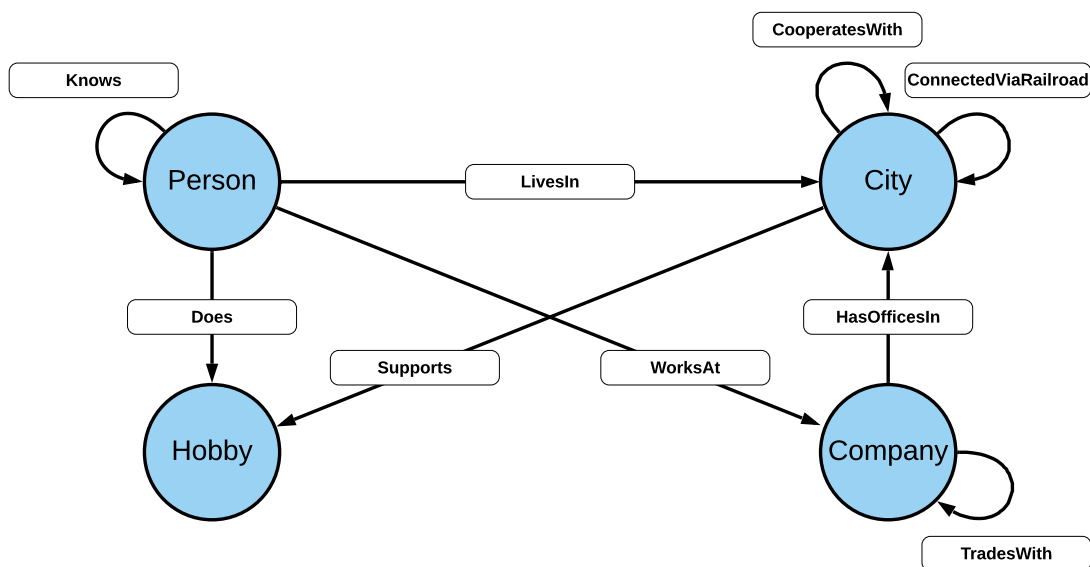 CooperatesWith
Knows
ConnectedViaRailroad
Person
LivesIn
City
Does
HasOfficesIn
Supports
WorksAt
Hobby
Company
TradesWith